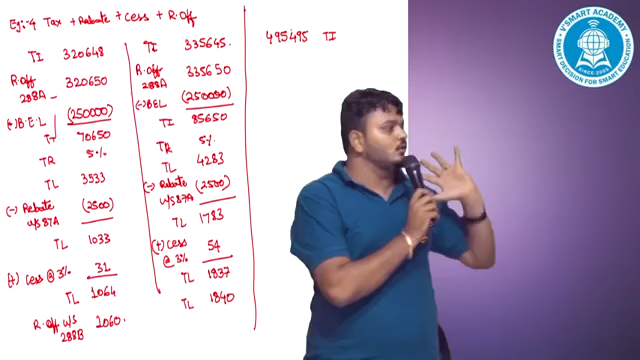 Eg:-4 Tax + Rebate + Cess + R.Off
TI 320648
R.Off 288A 320650
(-) B.E.L (250000)
TI 70650
TR 5%
TL 3533
(-) Rebate u/s 87A (2500)
TL 1033
(+) Cess @ 3% 31
TL 1064
R.Off u/s 288B 1060.
TI 335645.
R.Off 288A 335650
(-) BEL (250000)
TI 85650
TR 5%
TL 4283
(-) Rebate u/s 87A (2500)
TL 1783
(+) Cess @ 3% 54
TL 1837
TL 1840
495495 TI
V'SMART ACADEMY
SINCE-2005
SMART DECISION FOR SMART EDUCATION